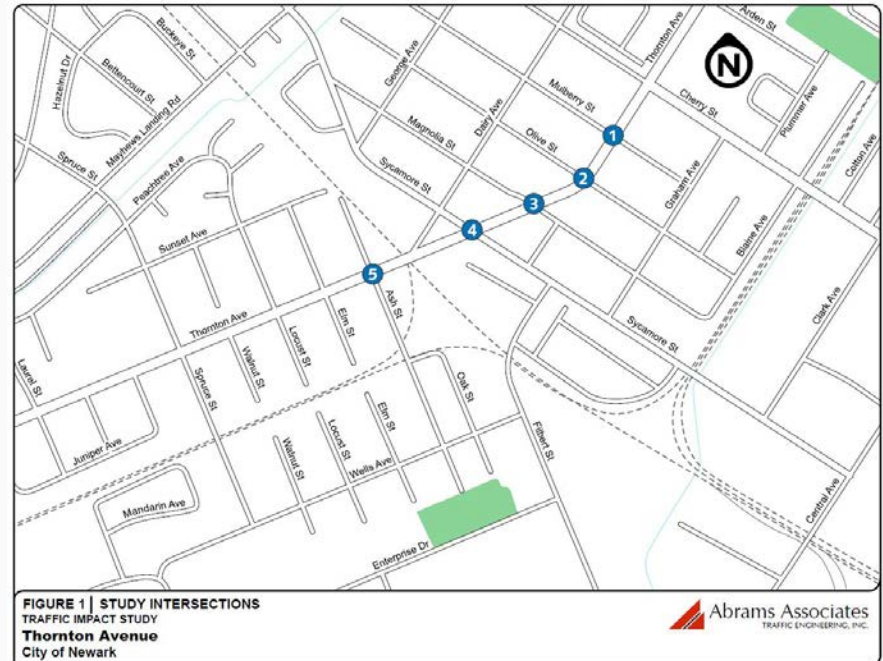 Buckeye St
Arden St
Hazelnut Dr
Bettencourt St
Thornton Ave
N
George Ave
Mayhews Landing Rd
Mulberry St
Cherry St
Plummer Ave
Dairy Ave
Magnolia St
Olive St
1
Cotton Ave
Spruce St
Peachtree Ave
Sycamore St
2
Graham Ave
3
Blaine Ave
Sunset Ave
4
5
Thornton Ave
Ash St
Elm St
Locust St
Walnut St
Sycamore St
Clark Ave
Laurel St
Spruce St
Oak St
Juniper Ave
Elm St
Locust St
Walnut St
Wells Ave
Filbert St
Mandarin Ave
Central Ave
Enterprise Dr
FIGURE 1 | STUDY INTERSECTIONS
TRAFFIC IMPACT STUDY
Thornton Avenue
City of Newark
Abrams Associates
TRAFFIC ENGINEERING, INC.